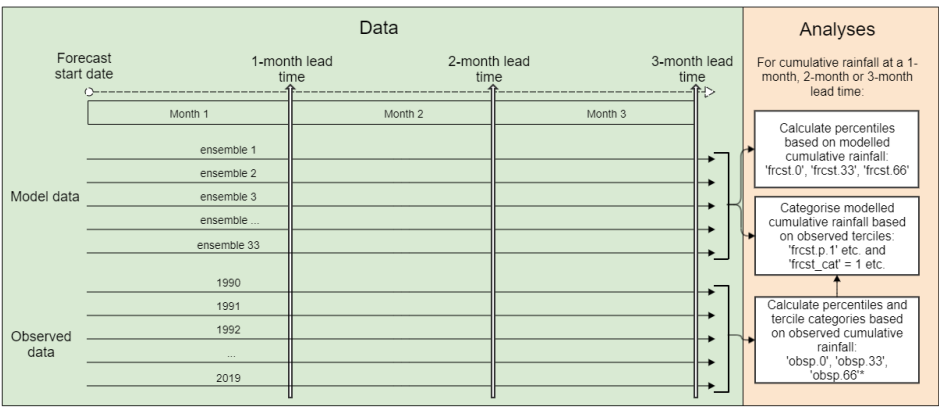 Data
Analyses
Forecast
start date
1-month lead
time
2-month lead
time
3-month lead
time
For cumulative rainfall at a 1-
month, 2-month or 3-month
lead time:
Month 1
Month 2
Month 3
Model data
ensemble 1
ensemble 2
ensemble 3
ensemble ...
ensemble 33
Calculate percentiles
based on modelled
cumulative rainfall:
'frcst.0', 'frcst.33', 'frcst.66'
Categorise modelled
cumulative rainfall based
on observed terciles:
'frcst.p.1' etc. and
'frcst_cat' = 1 etc.
Observed
data
1990
1991
1992
...
2019
Calculate percentiles and
tercile categories based
on observed cumulative
rainfall:
'obsp.0', 'obsp.33',
'obsp.66'*